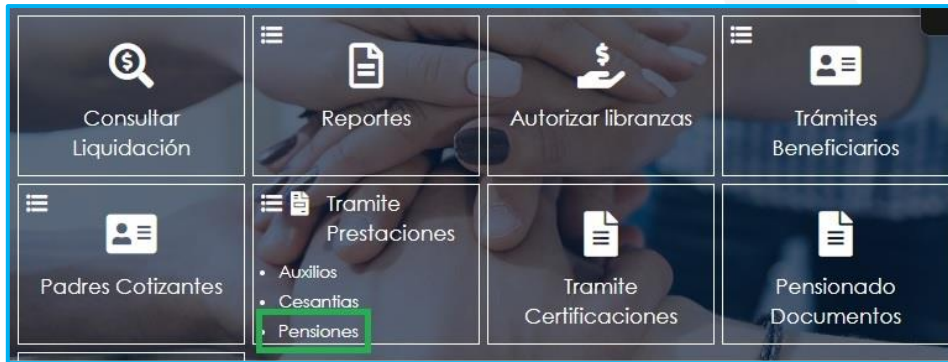 Consultar
Liquidación
Reportes
Autorizar libranzas
Trámites
Beneficiarios
Padres Cotizantes
Tramite
Prestaciones
• Auxilios
• Cesantias
• Pensiones
Tramite
Certificaciones
Pensionado
Documentos